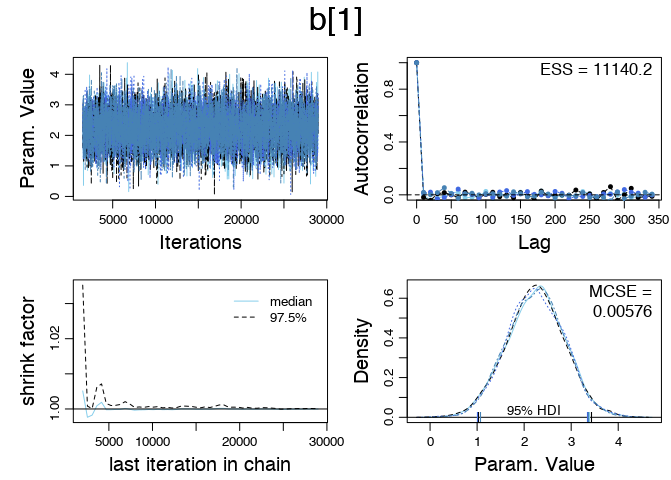 b[1]
Param. Value
0 1 2 3 4
5000 10000 20000 30000
Iterations
Autocorrelation
0.0 0.4 0.8
ESS = 11140.2
0 50 100 150 200 250 300 350
Lag
shrink factor
1.00 1.02
median
97.5%
5000 10000 20000 30000
last iteration in chain
Density
0.0 0.2 0.4 0.6
MCSE =
0.00576
95% HDI
0 1 2 3 4
Param. Value